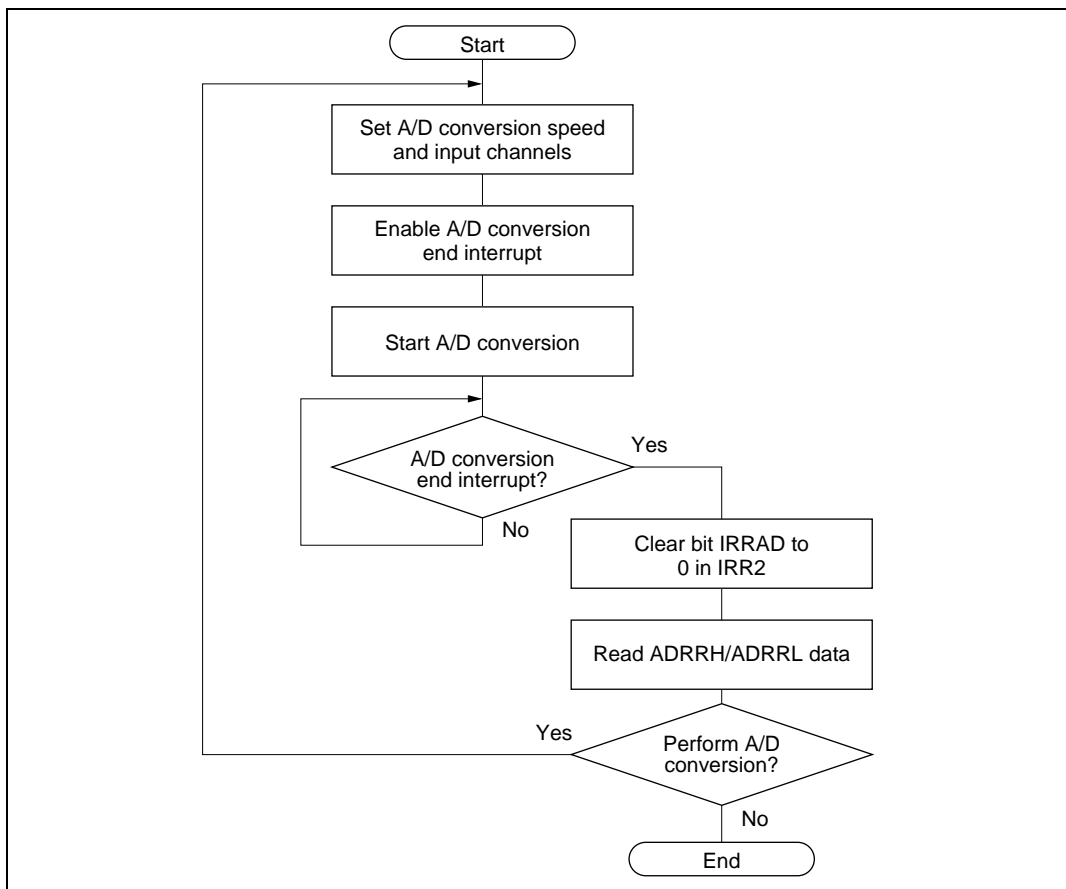 Start
Set A/D conversion speed
and input channels
Enable A/D conversion
end interrupt
Start A/D conversion
A/D conversion
end interrupt?
Yes
No
Clear bit IRRAD to
0 in IRR2
Read ADRRH/ADRRL data
Perform A/D
conversion?
Yes
No
End